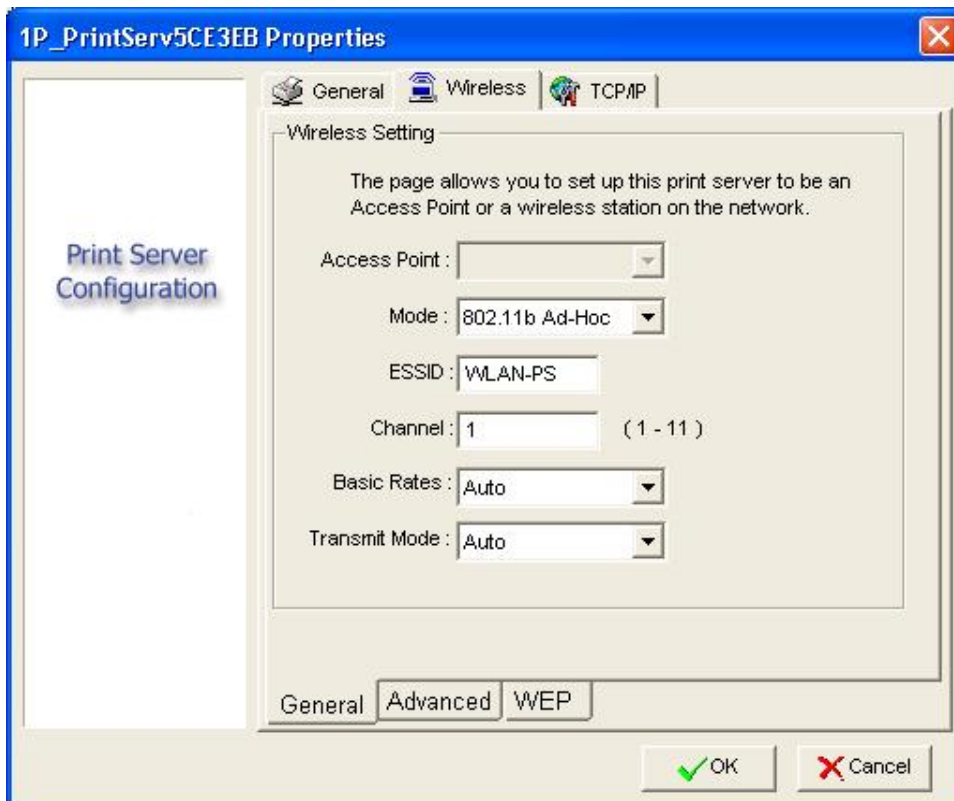 1P_PrintServ5CE3EB Properties
General
Wireless
TCP/IP
Print Server
Configuration
Wireless Setting
The page allows you to set up this print server to be an
Access Point or a wireless station on the network.
Access Point :
Mode : 802.11b Ad-Hoc
ESSID : WLAN-PS
Channel : 1 ( 1 - 11 )
Basic Rates : Auto
Transmit Mode : Auto
General
Advanced
WEP
OK
Cancel